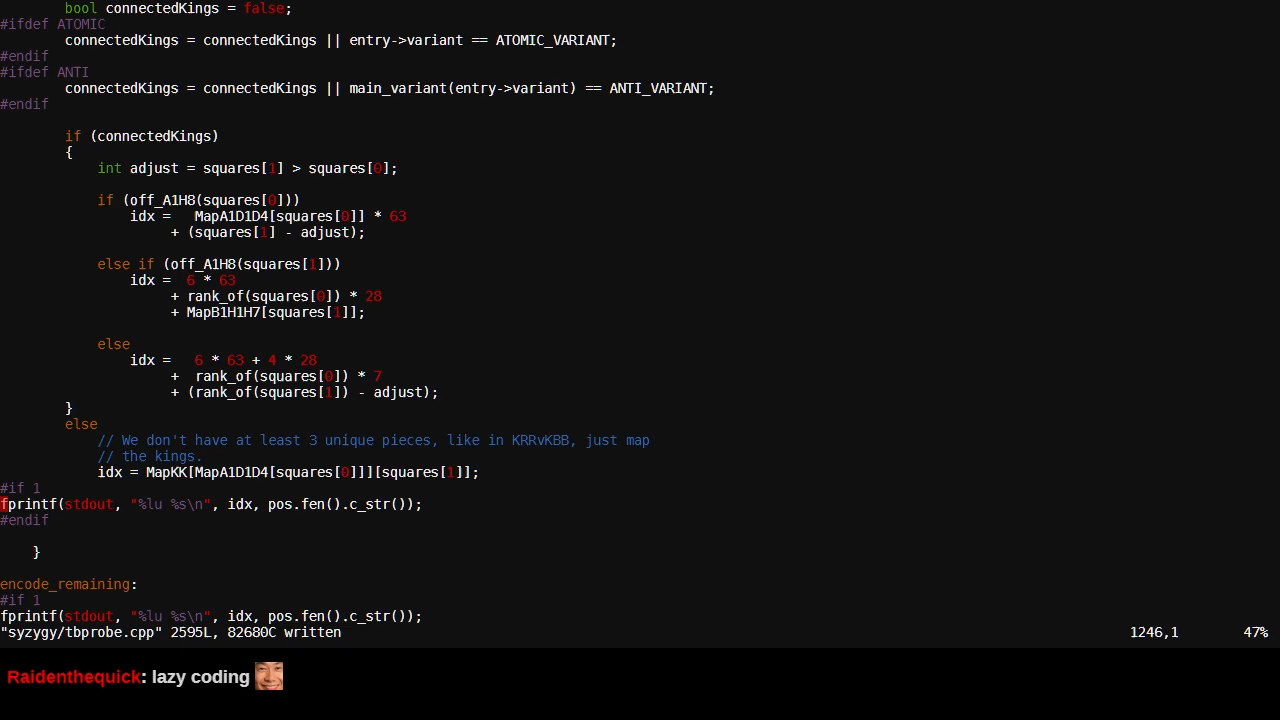 bool connectedKings = false;
#ifdef ATOMIC
        connectedKings = connectedKings || entry->variant == ATOMIC_VARIANT;
#endif
#ifdef ANTI
        connectedKings = connectedKings || main_variant(entry->variant) == ANTI_VARIANT;
#endif

        if (connectedKings)
        {
            int adjust = squares[1] > squares[0];

            if (off_A1H8(squares[0]))
                idx =   MapA1D1D4[squares[0]] * 63
                     + (squares[1] - adjust);

            else if (off_A1H8(squares[1]))
                idx =  6 * 63
                     + rank_of(squares[0]) * 28
                     + MapB1H1H7[squares[1]];

            else
                idx =   6 * 63 + 4 * 28
                     +  rank_of(squares[0]) * 7
                     + (rank_of(squares[1]) - adjust);
        }
        else
            // We don't have at least 3 unique pieces, like in KRRvKBB, just map
            // the kings.
            idx = MapKK[MapA1D1D4[squares[0]]][squares[1]];
#if 1
fprintf(stdout, "%lu %s\n", idx, pos.fen().c_str());
#endif

    }

encode_remaining:
#if 1
fprintf(stdout, "%lu %s\n", idx, pos.fen().c_str());
"syzygy/tbprobe.cpp" 2595L, 82680C written 1246,1 47%
Raidenthequick: lazy coding